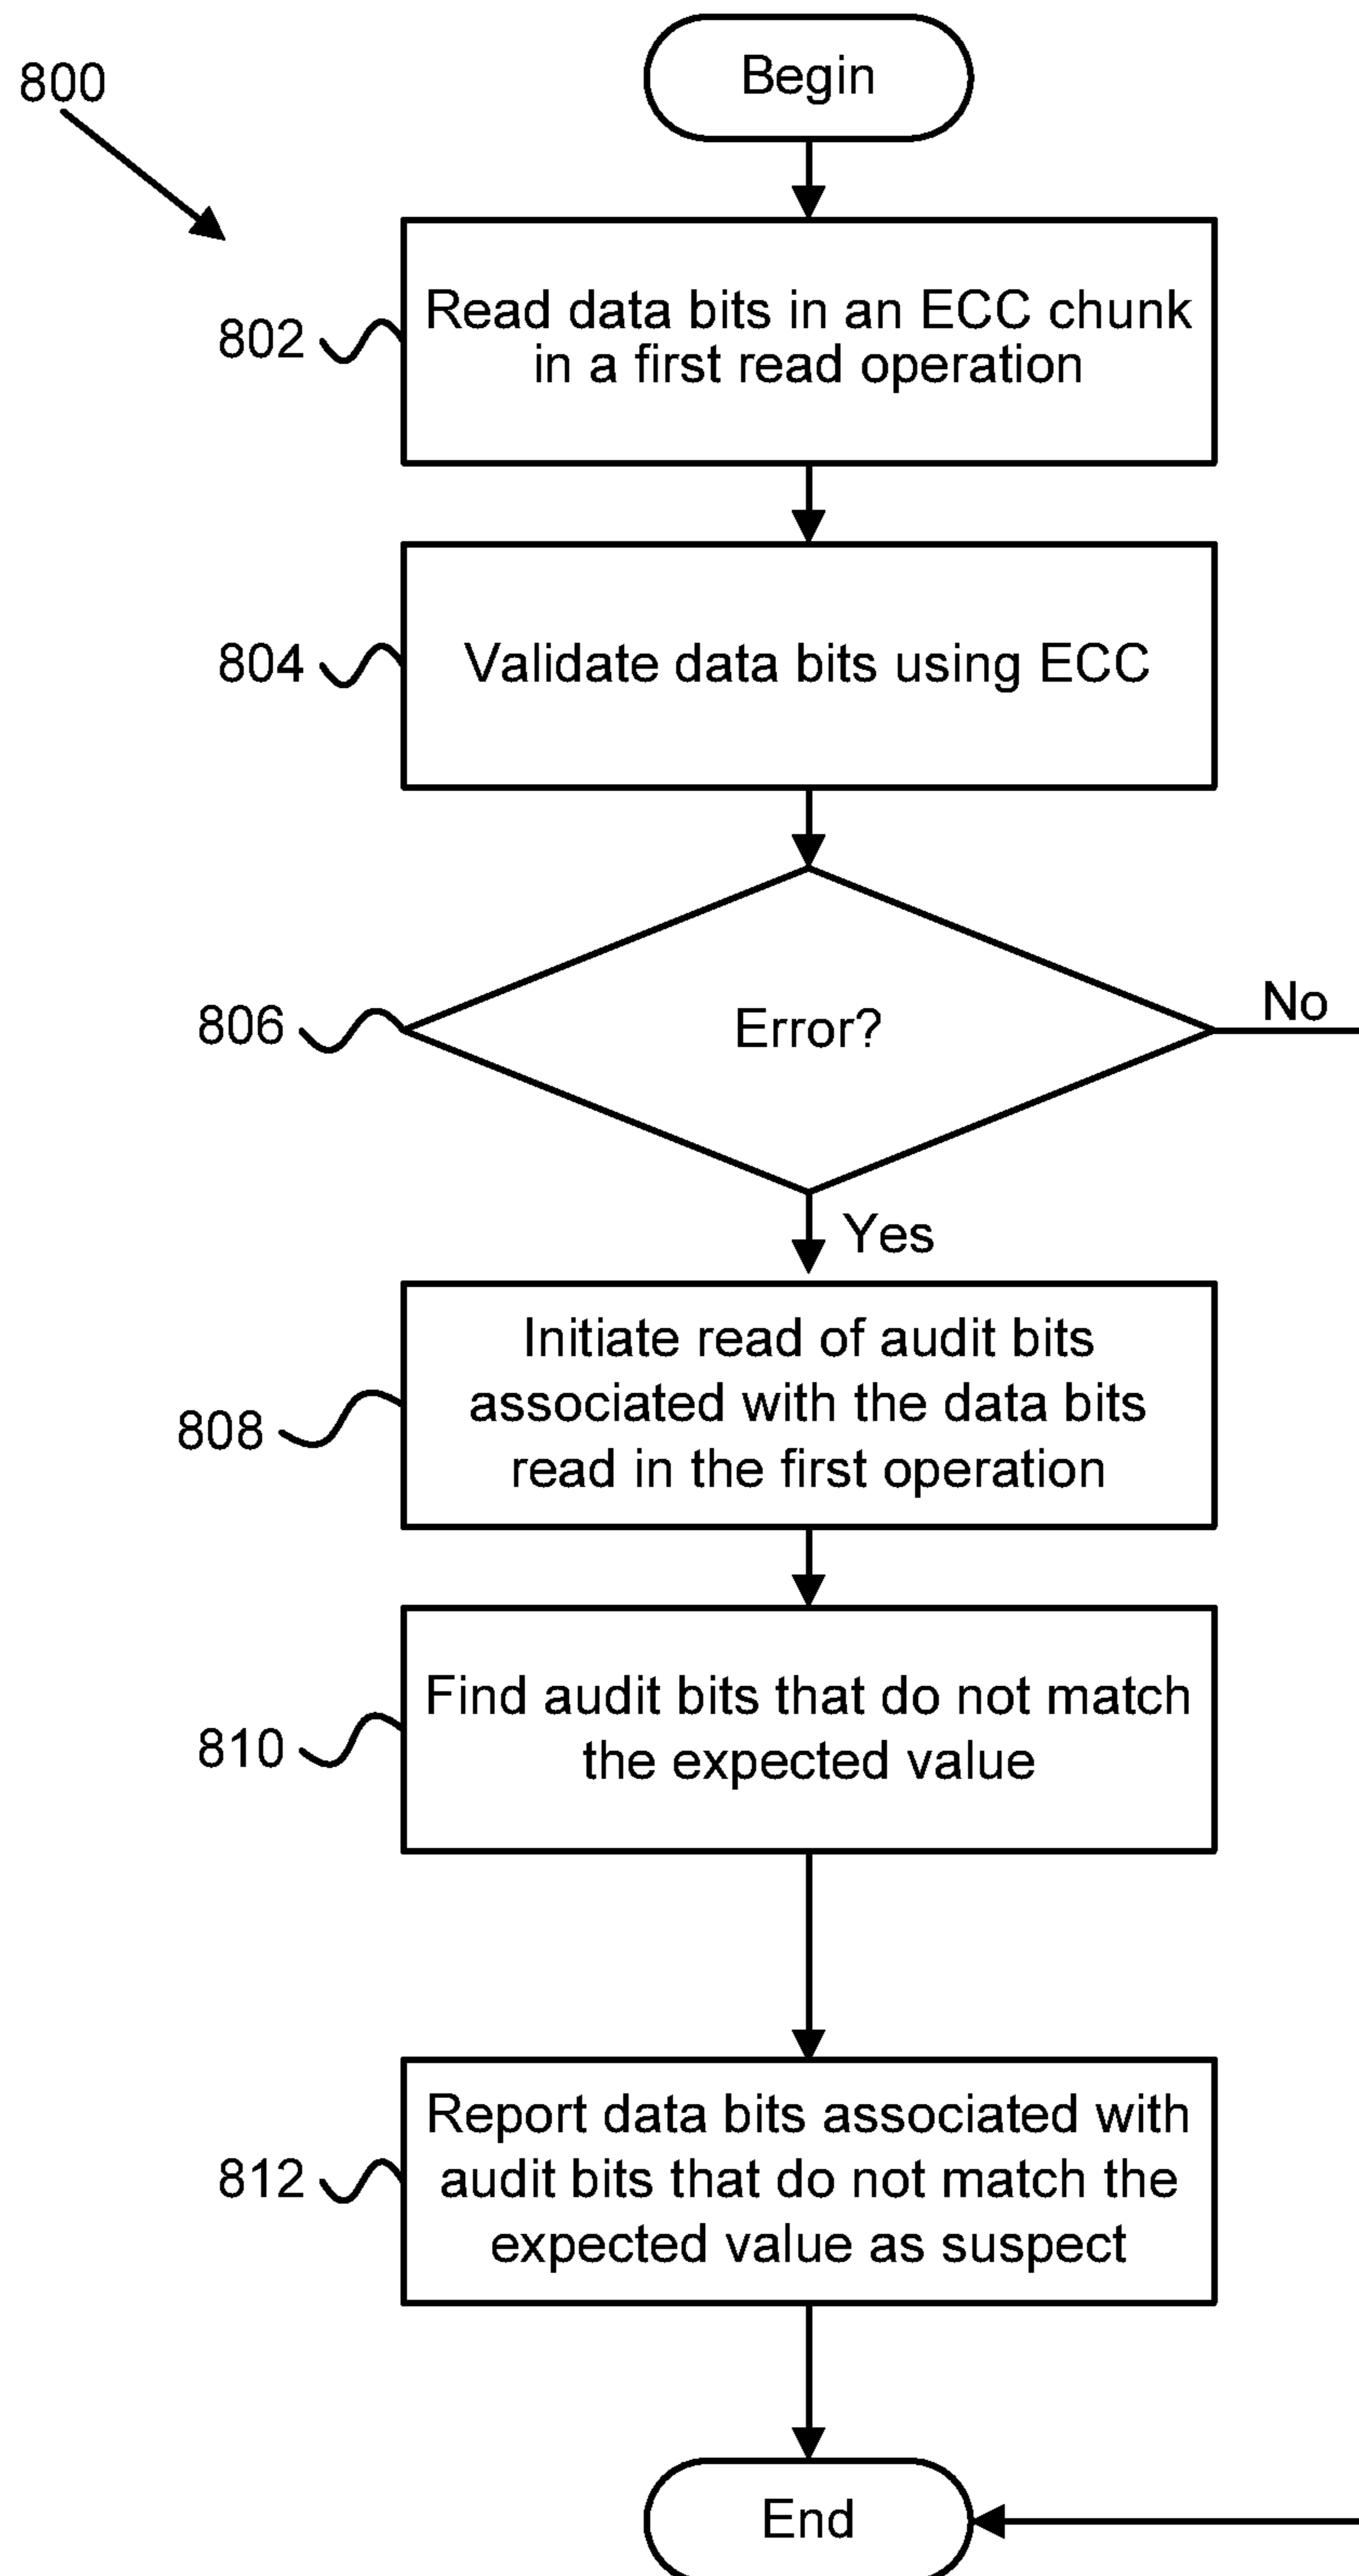 Begin
800
802
Read data bits in an ECC chunk
in a first read operation
804
Validate data bits using ECC
806
Error?
No
Yes
808
Initiate read of audit bits
associated with the data bits
read in the first operation
810
Find audit bits that do not match
the expected value
812
Report data bits associated with
audit bits that do not match the
expected value as suspect
End